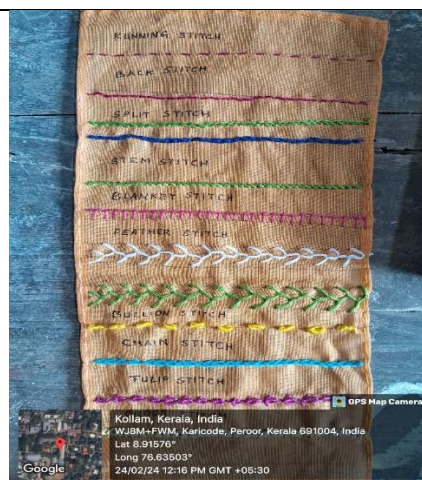 RUNNING STITCH
BACK STITCH
SPLIT STITCH
STEM STITCH
BLANKET STITCH
FEATHER STITCH
BULLION STITCH
CHAIN STITCH
TULIP STITCH
GPS Map Camera
Kollam, Kerala, India
WJ8M+FWM, Karicode, Peroor, Kerala 691004, India
Lat 8.91576°
Long 76.63503°
24/02/24 12:16 PM GMT +05:30
Google